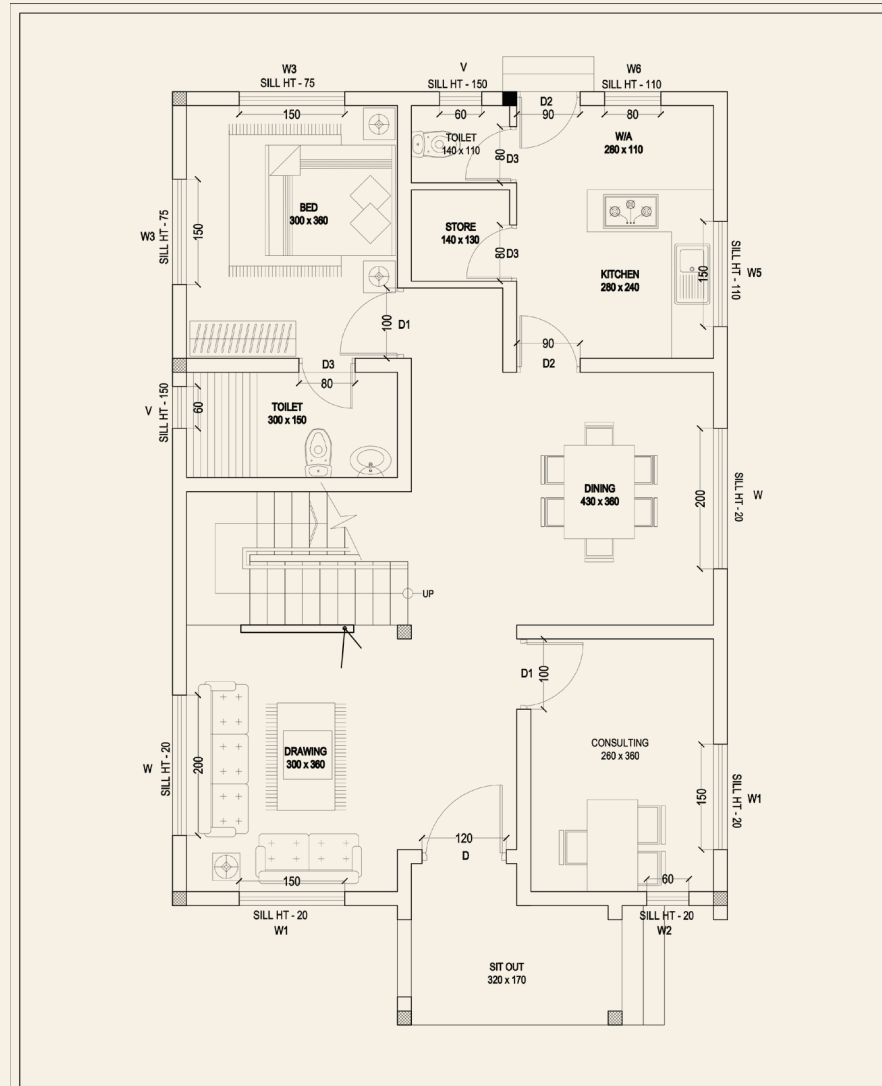 W3
SILL HT - 75
150
V
SILL HT - 150
60
W6
SILL HT - 110
80
D2
90
TOILET
140 x 110
80
D3
W/A
280 x 110
BED
300 x 360
W3
SILL HT - 75
150
STORE
140 x 130
80
D3
KITCHEN
280 x 240
150
SILL HT - 110
W5
100
D1
90
D2
D3
80
V
SILL HT - 150
60
TOILET
300 x 150
DINING
430 x 360
200
SILL HT - 20
W
UP
D1
100
CONSULTING
260 x 360
DRAWING
300 x 360
W
SILL HT - 20
200
150
SILL HT - 20
W1
120
D
150
SILL HT - 20
W1
60
SILL HT - 20
W2
SIT OUT
320 x 170